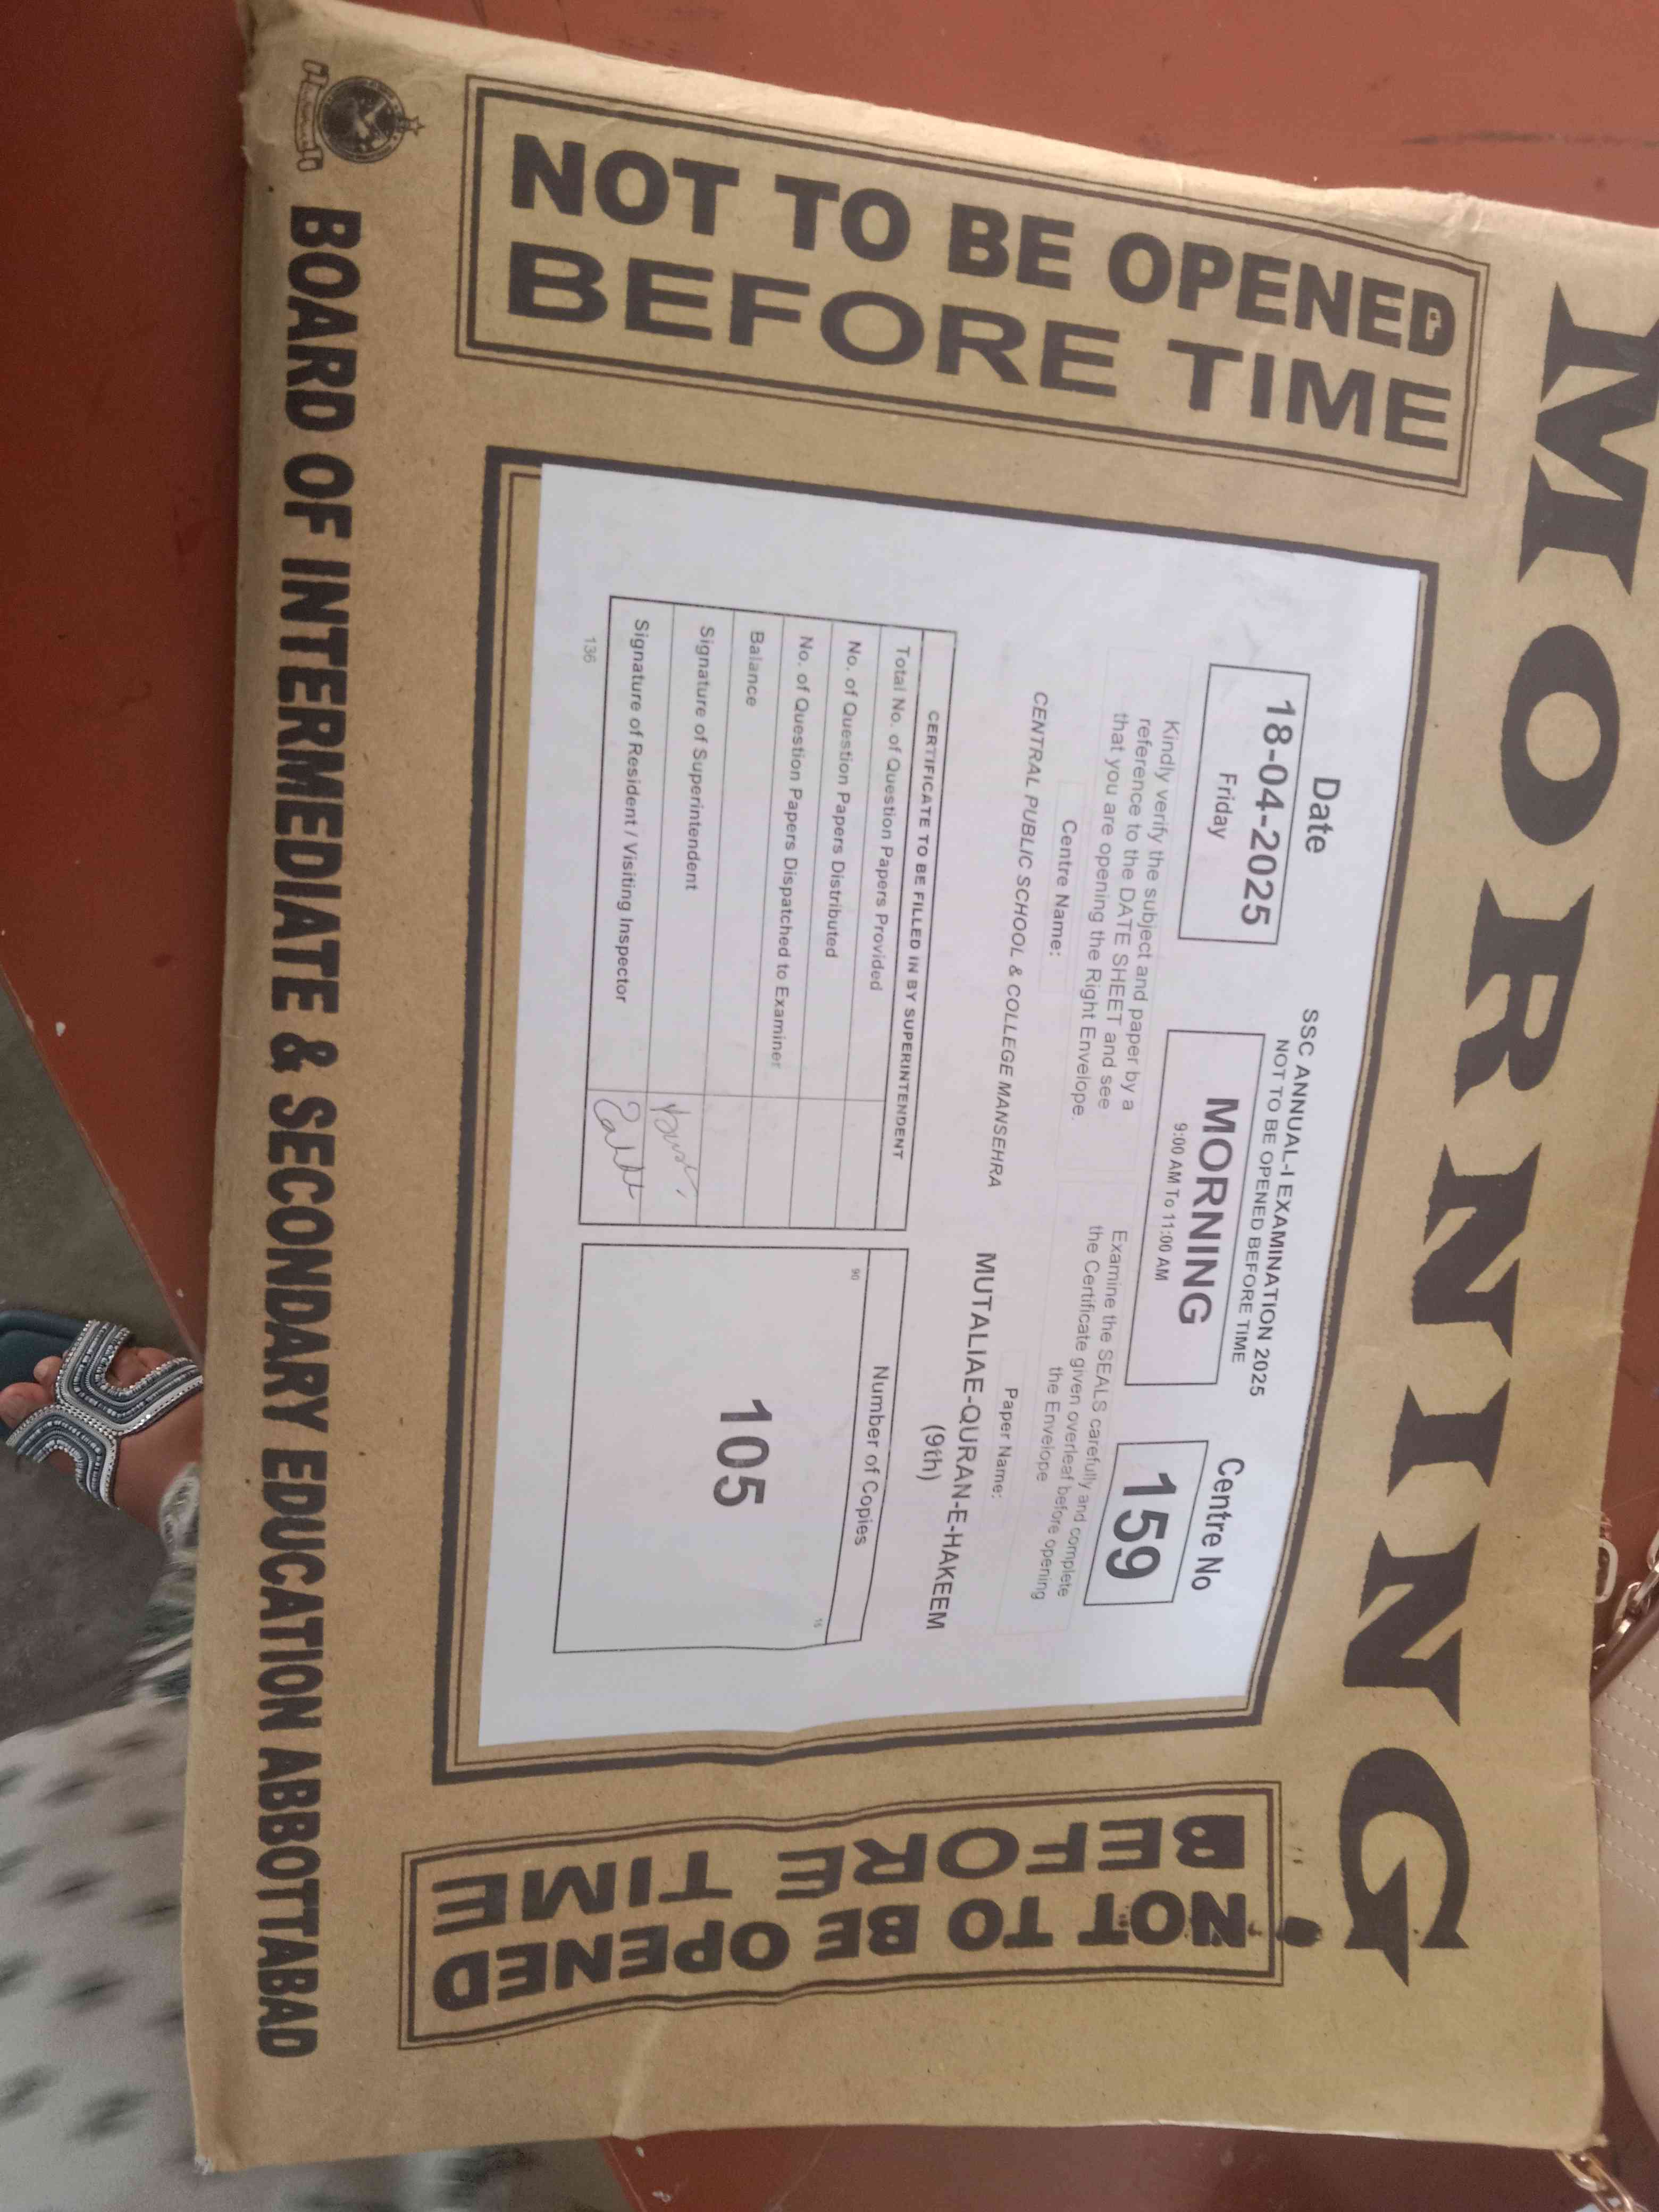 MORNING
NOT TO BE OPENED
BEFORE TIME
SSC ANNUAL-I EXAMINATION 2025
NOT TO BE OPENED BEFORE TIME
Date
18-04-2025
Friday
MORNING
9:00 AM To 11:00 AM
Centre No
159
Kindly verify the subject and paper by a
reference to the DATE SHEET and see
that you are opening the Right Envelope.
Examine the SEALS carefully and complete
the Certificate given overleaf before opening
the Envelope
Centre Name:
CENTRAL PUBLIC SCHOOL & COLLEGE MANSEHRA
Paper Name:
MUTALIAE-QURAN-E-HAKEEM
(9th)
CERTIFICATE TO BE FILLED IN BY SUPERINTENDENT
Total No. of Question Papers Provided
No. of Question Papers Distributed
No. of Question Papers Dispatched to Examiner
Balance
Signature of Superintendent
Signature of Resident / Visiting Inspector
136
Number of Copies
90
15
105
NOT TO BE OPENED
BEFORE TIME
BOARD OF INTERMEDIATE & SECONDARY EDUCATION ABBOTTABAD